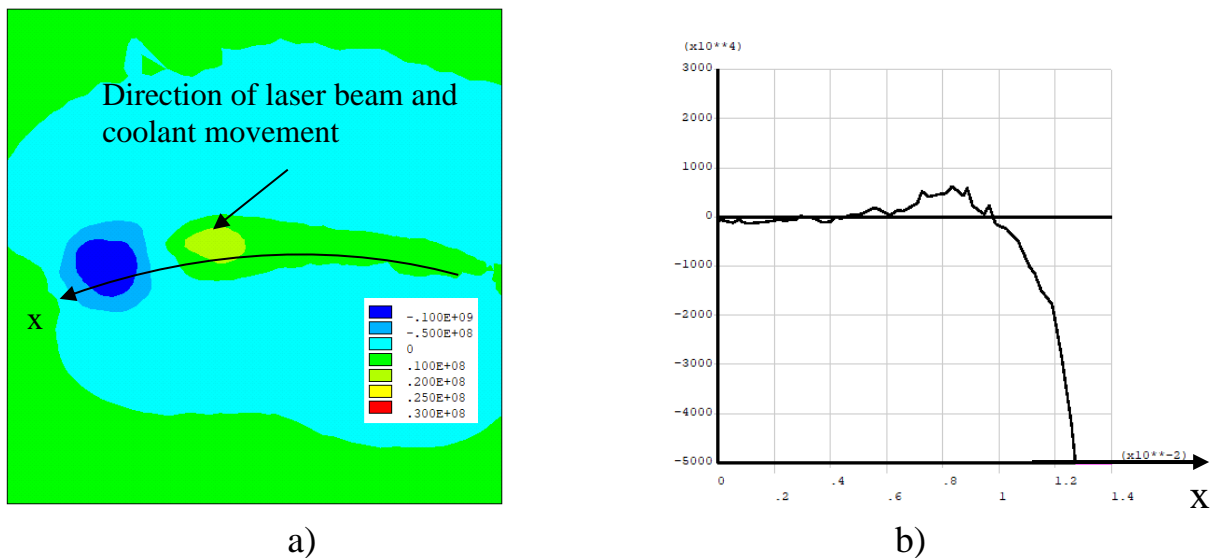 Direction of laser beam and
coolant movement
x
-.100E+09
-.500E+08
0
.100E+08
.200E+08
.250E+08
.300E+08
a)
(x10**4)
3000
2000
1000
0
-1000
-2000
-3000
-4000
-5000
(x10**-2)
0 .2 .4 .6 .8 1 1.2 1.4
X
b)